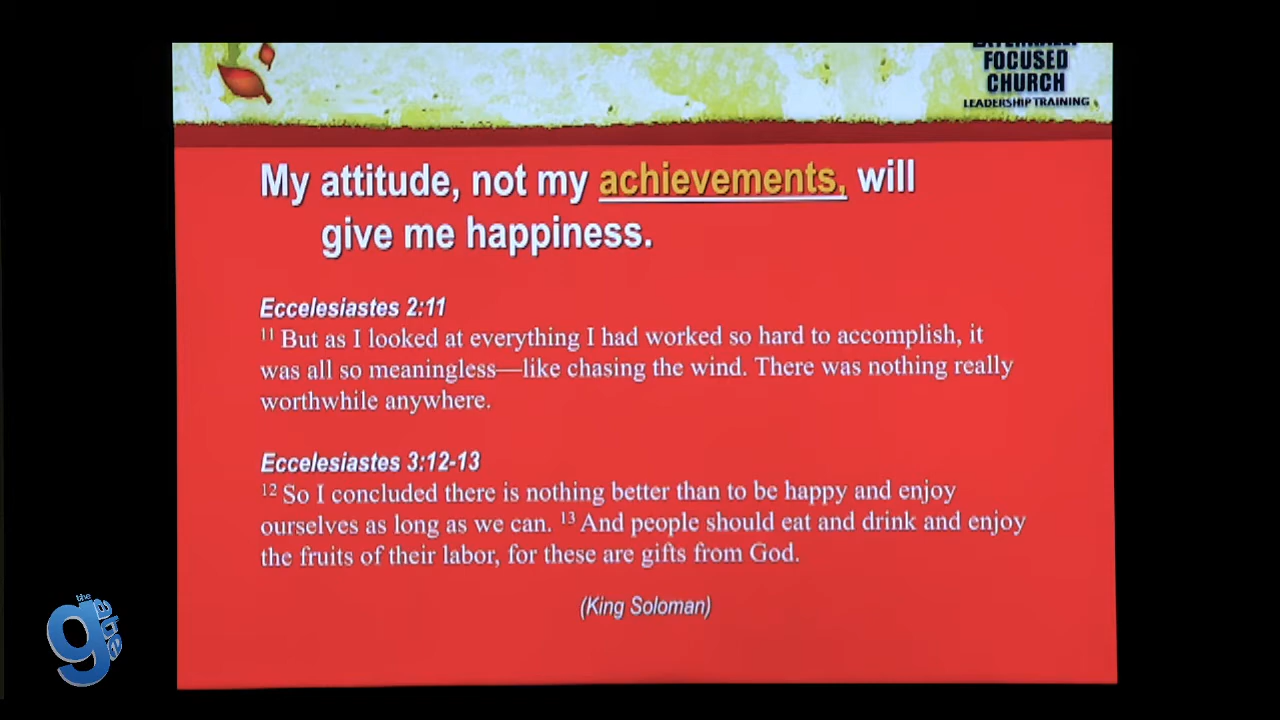 FOCUSED
CHURCH
LEADERSHIP TRAINING
My attitude, not my achievements, will
give me happiness.
Eccelesiastes 2:11
11 But as I looked at everything I had worked so hard to accomplish, it
was all so meaningless—like chasing the wind. There was nothing really
worthwhile anywhere.
Eccelesiastes 3:12-13
12 So I concluded there is nothing better than to be happy and enjoy
ourselves as long as we can. 13 And people should eat and drink and enjoy
the fruits of their labor, for these are gifts from God.
(King Soloman)
the
gate